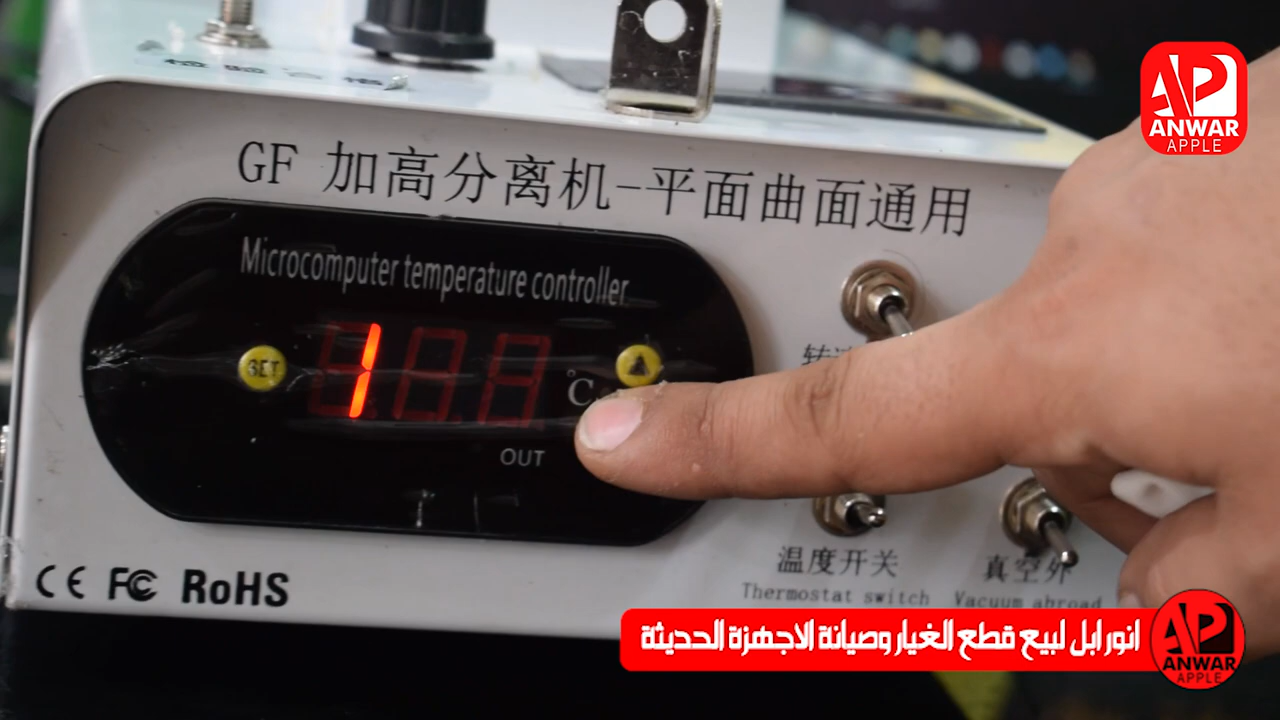 AP
ANWAR
APPLE
GF 加高分离机-平面曲面通用
Microcomputer temperature controller
SET
1
℃
OUT
温度开关
真空外
Thermostat switch
Vacuum abroad
CE FC RoHS
انور ابل لبيع قطع الغيار وصيانة الاجهزة الحديثة
AP
ANWAR
APPLE